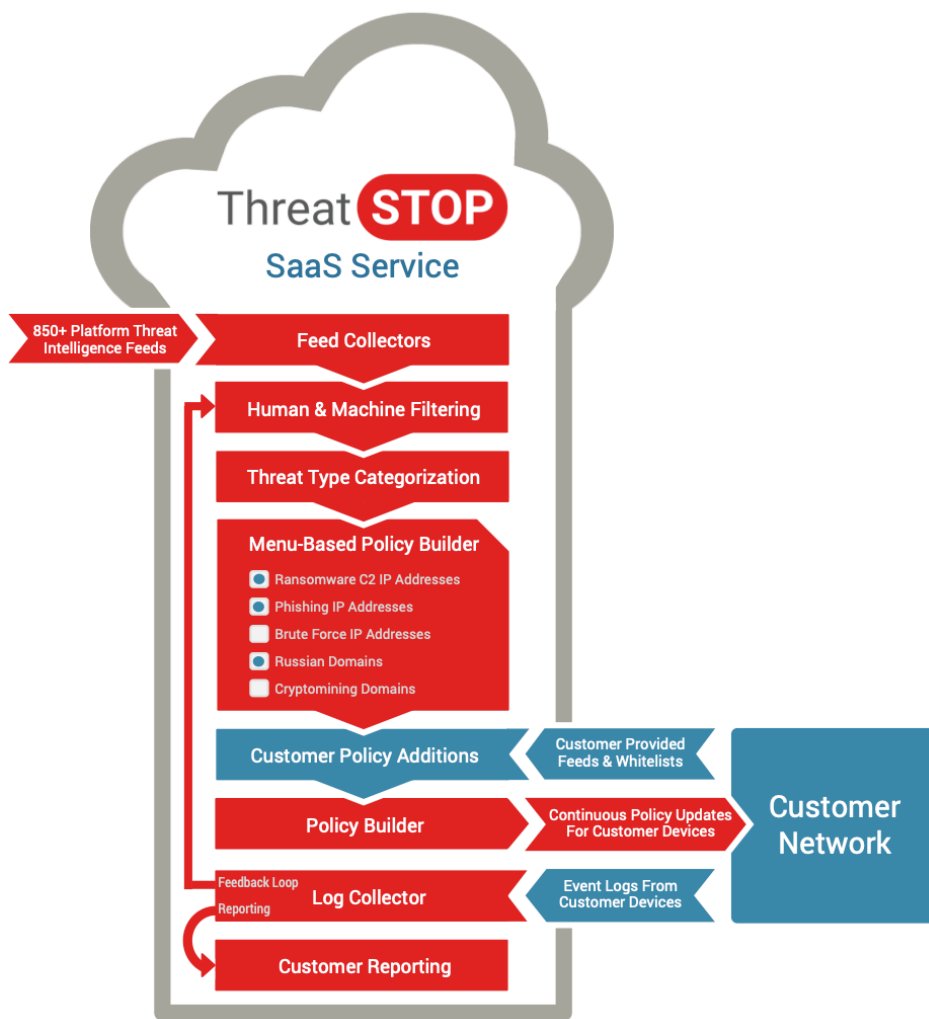 Threat STOP
SaaS Service
850+ Platform Threat
Intelligence Feeds
Feed Collectors
Human & Machine Filtering
Threat Type Categorization
Menu-Based Policy Builder
Ransomware C2 IP Addresses
Phishing IP Addresses
Brute Force IP Addresses
Russian Domains
Cryptomining Domains
Customer Policy Additions
Customer Provided
Feeds & Whitelists
Policy Builder
Continuous Policy Updates
For Customer Devices
Customer
Network
Feedback Loop
Reporting
Log Collector
Event Logs From
Customer Devices
Customer Reporting